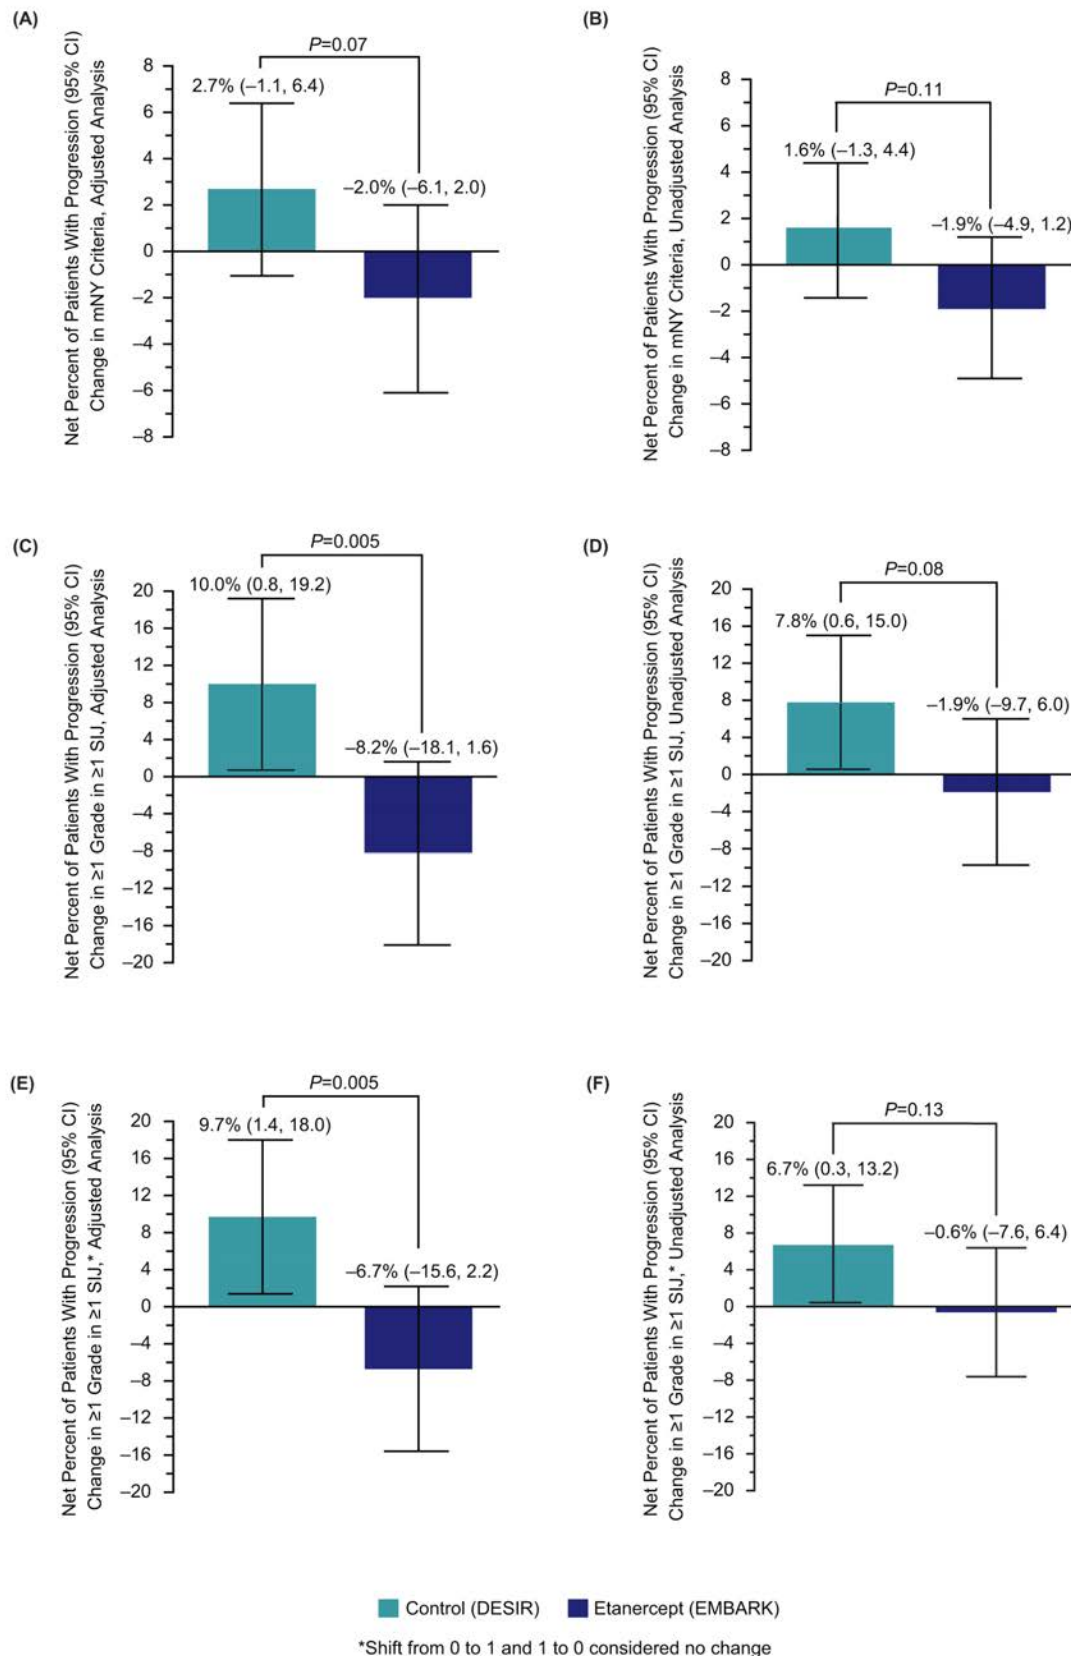 (A)
P=0.07
Net Percent of Patients With Progression (95% CI)
Change in mNY Criteria, Adjusted Analysis
8
6
4
2
0
–2
–4
–6
–8
2.7% (–1.1, 6.4)
–2.0% (–6.1, 2.0)
(B)
P=0.11
Net Percent of Patients With Progression (95% CI)
Change in mNY Criteria, Unadjusted Analysis
8
6
4
2
0
–2
–4
–6
–8
1.6% (–1.3, 4.4)
–1.9% (–4.9, 1.2)
(C)
P=0.005
Net Percent of Patients With Progression (95% CI)
Change in ≥1 Grade in ≥1 SIJ, Adjusted Analysis
20
16
12
8
4
0
–4
–8
–12
–16
–20
10.0% (0.8, 19.2)
–8.2% (–18.1, 1.6)
(D)
P=0.08
Net Percent of Patients With Progression (95% CI)
Change in ≥1 Grade in ≥1 SIJ, Unadjusted Analysis
20
16
12
8
4
0
–4
–8
–12
–16
–20
7.8% (0.6, 15.0)
–1.9% (–9.7, 6.0)
(E)
P=0.005
Net Percent of Patients With Progression (95% CI)
Change in ≥1 Grade in ≥1 SIJ,* Adjusted Analysis
20
16
12
8
4
0
–4
–8
–12
–16
–20
9.7% (1.4, 18.0)
–6.7% (–15.6, 2.2)
(F)
P=0.13
Net Percent of Patients With Progression (95% CI)
Change in ≥1 Grade in ≥1 SIJ,* Unadjusted Analysis
20
16
12
8
4
0
–4
–8
–12
–16
–20
6.7% (0.3, 13.2)
–0.6% (–7.6, 6.4)
Control (DESIR) Etanercept (EMBARK)
*Shift from 0 to 1 and 1 to 0 considered no change